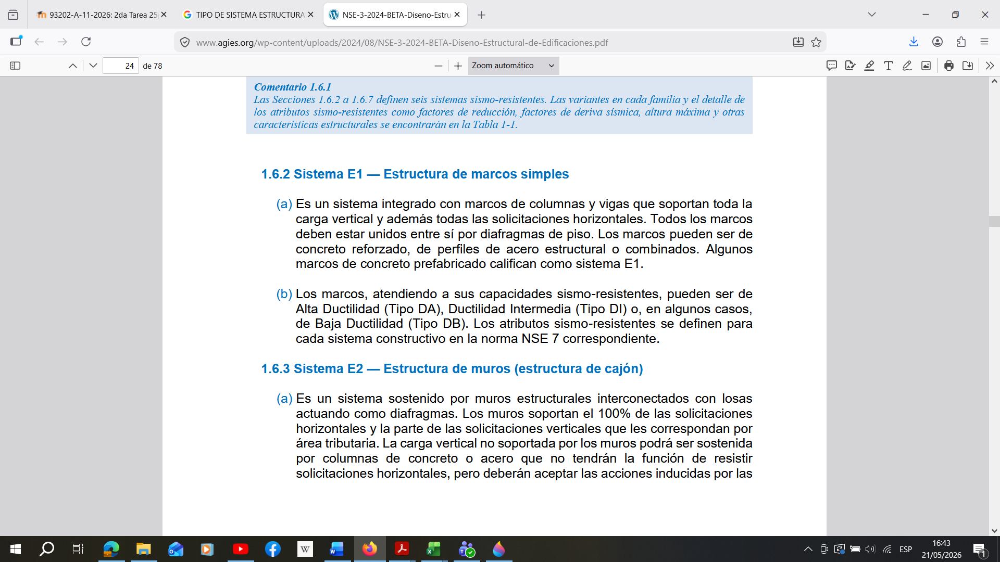 93202-A-11-2026: 2da Tarea 25
TIPO DE SISTEMA ESTRUCTURA
NSE-3-2024-BETA-Diseno-Estru
www.agies.org/wp-content/uploads/2024/08/NSE-3-2024-BETA-Diseno-Estructural-de-Edificaciones.pdf
24 de 78
Zoom automático
Comentario 1.6.1
Las Secciones 1.6.2 a 1.6.7 definen seis sistemas sismo-resistentes. Las variantes en cada familia y el detalle de
los atributos sismo-resistentes como factores de reducción, factores de deriva sísmica, altura máxima y otras
características estructurales se encontrarán en la Tabla 1-1.
1.6.2 Sistema E1 — Estructura de marcos simples
(a) Es un sistema integrado con marcos de columnas y vigas que soportan toda la
carga vertical y además todas las solicitaciones horizontales. Todos los marcos
deben estar unidos entre sí por diafragmas de piso. Los marcos pueden ser de
concreto reforzado, de perfiles de acero estructural o combinados. Algunos
marcos de concreto prefabricado califican como sistema E1.
(b) Los marcos, atendiendo a sus capacidades sismo-resistentes, pueden ser de
Alta Ductilidad (Tipo DA), Ductilidad Intermedia (Tipo DI) o, en algunos casos,
de Baja Ductilidad (Tipo DB). Los atributos sismo-resistentes se definen para
cada sistema constructivo en la norma NSE 7 correspondiente.
1.6.3 Sistema E2 — Estructura de muros (estructura de cajón)
(a) Es un sistema sostenido por muros estructurales interconectados con losas
actuando como diafragmas. Los muros soportan el 100% de las solicitaciones
horizontales y la parte de las solicitaciones verticales que les correspondan por
área tributaria. La carga vertical no soportada por los muros podrá ser sostenida
por columnas de concreto o acero que no tendrán la función de resistir
solicitaciones horizontales, pero deberán aceptar las acciones inducidas por las
ESP
16:43
21/05/2026
1